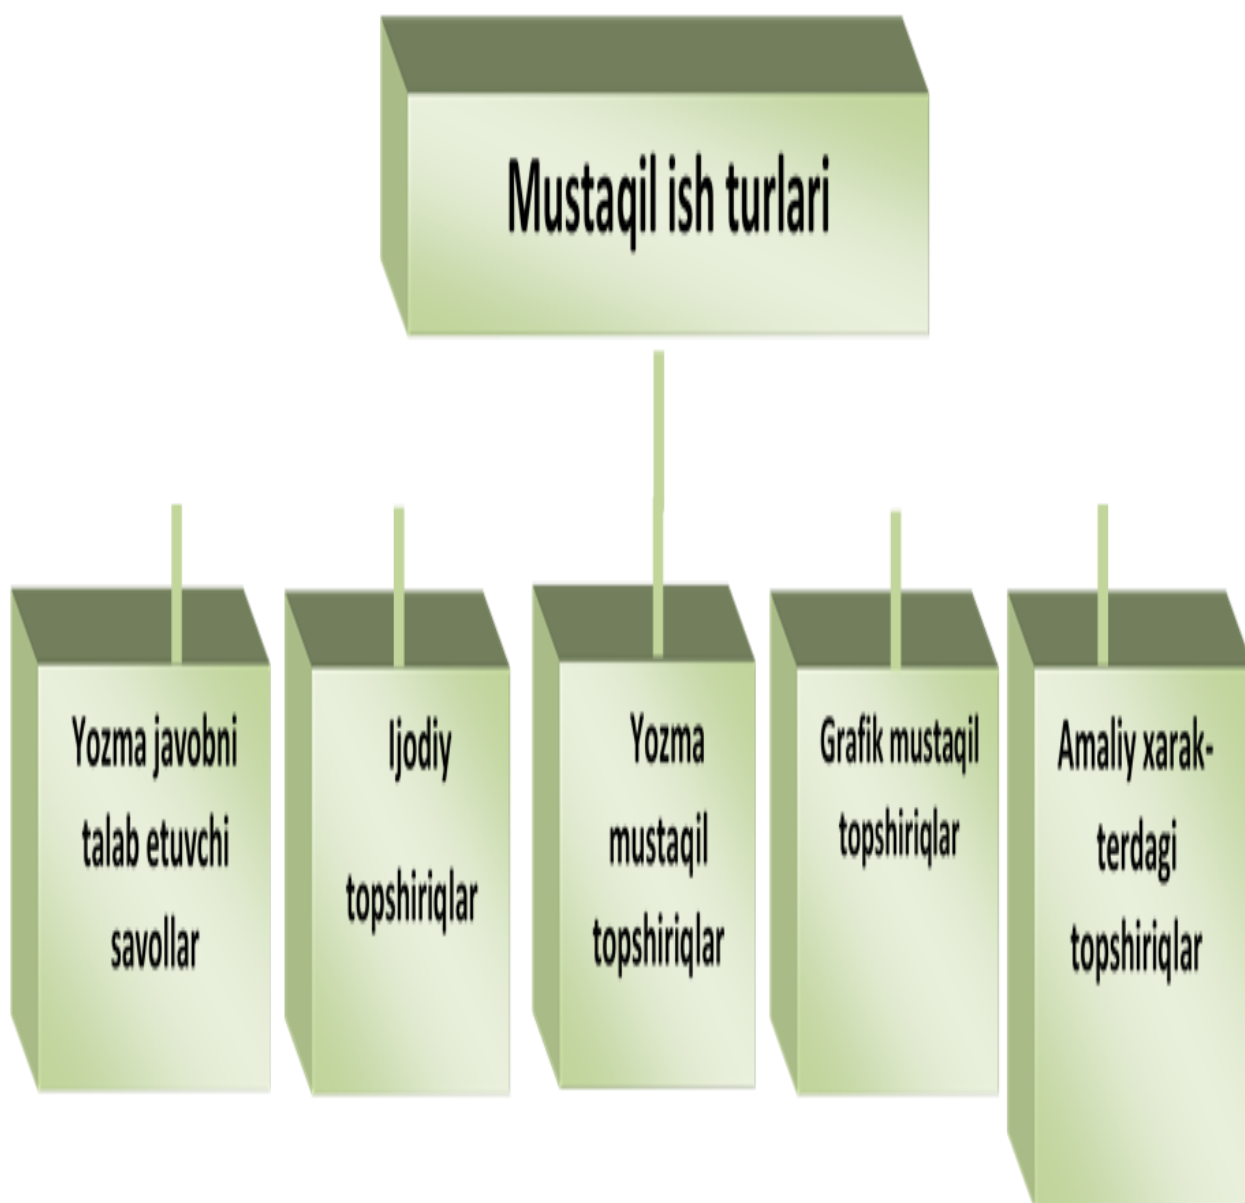 Mustaqil ish turlari
Yozma javobni
talab etuvchi
savollar
Ijodiy
topshiriqlar
Yozma
mustaqil
topshiriqlar
Grafik mustaqil
topshiriqlar
Amaliy xarak-
terdagi
topshiriqlar